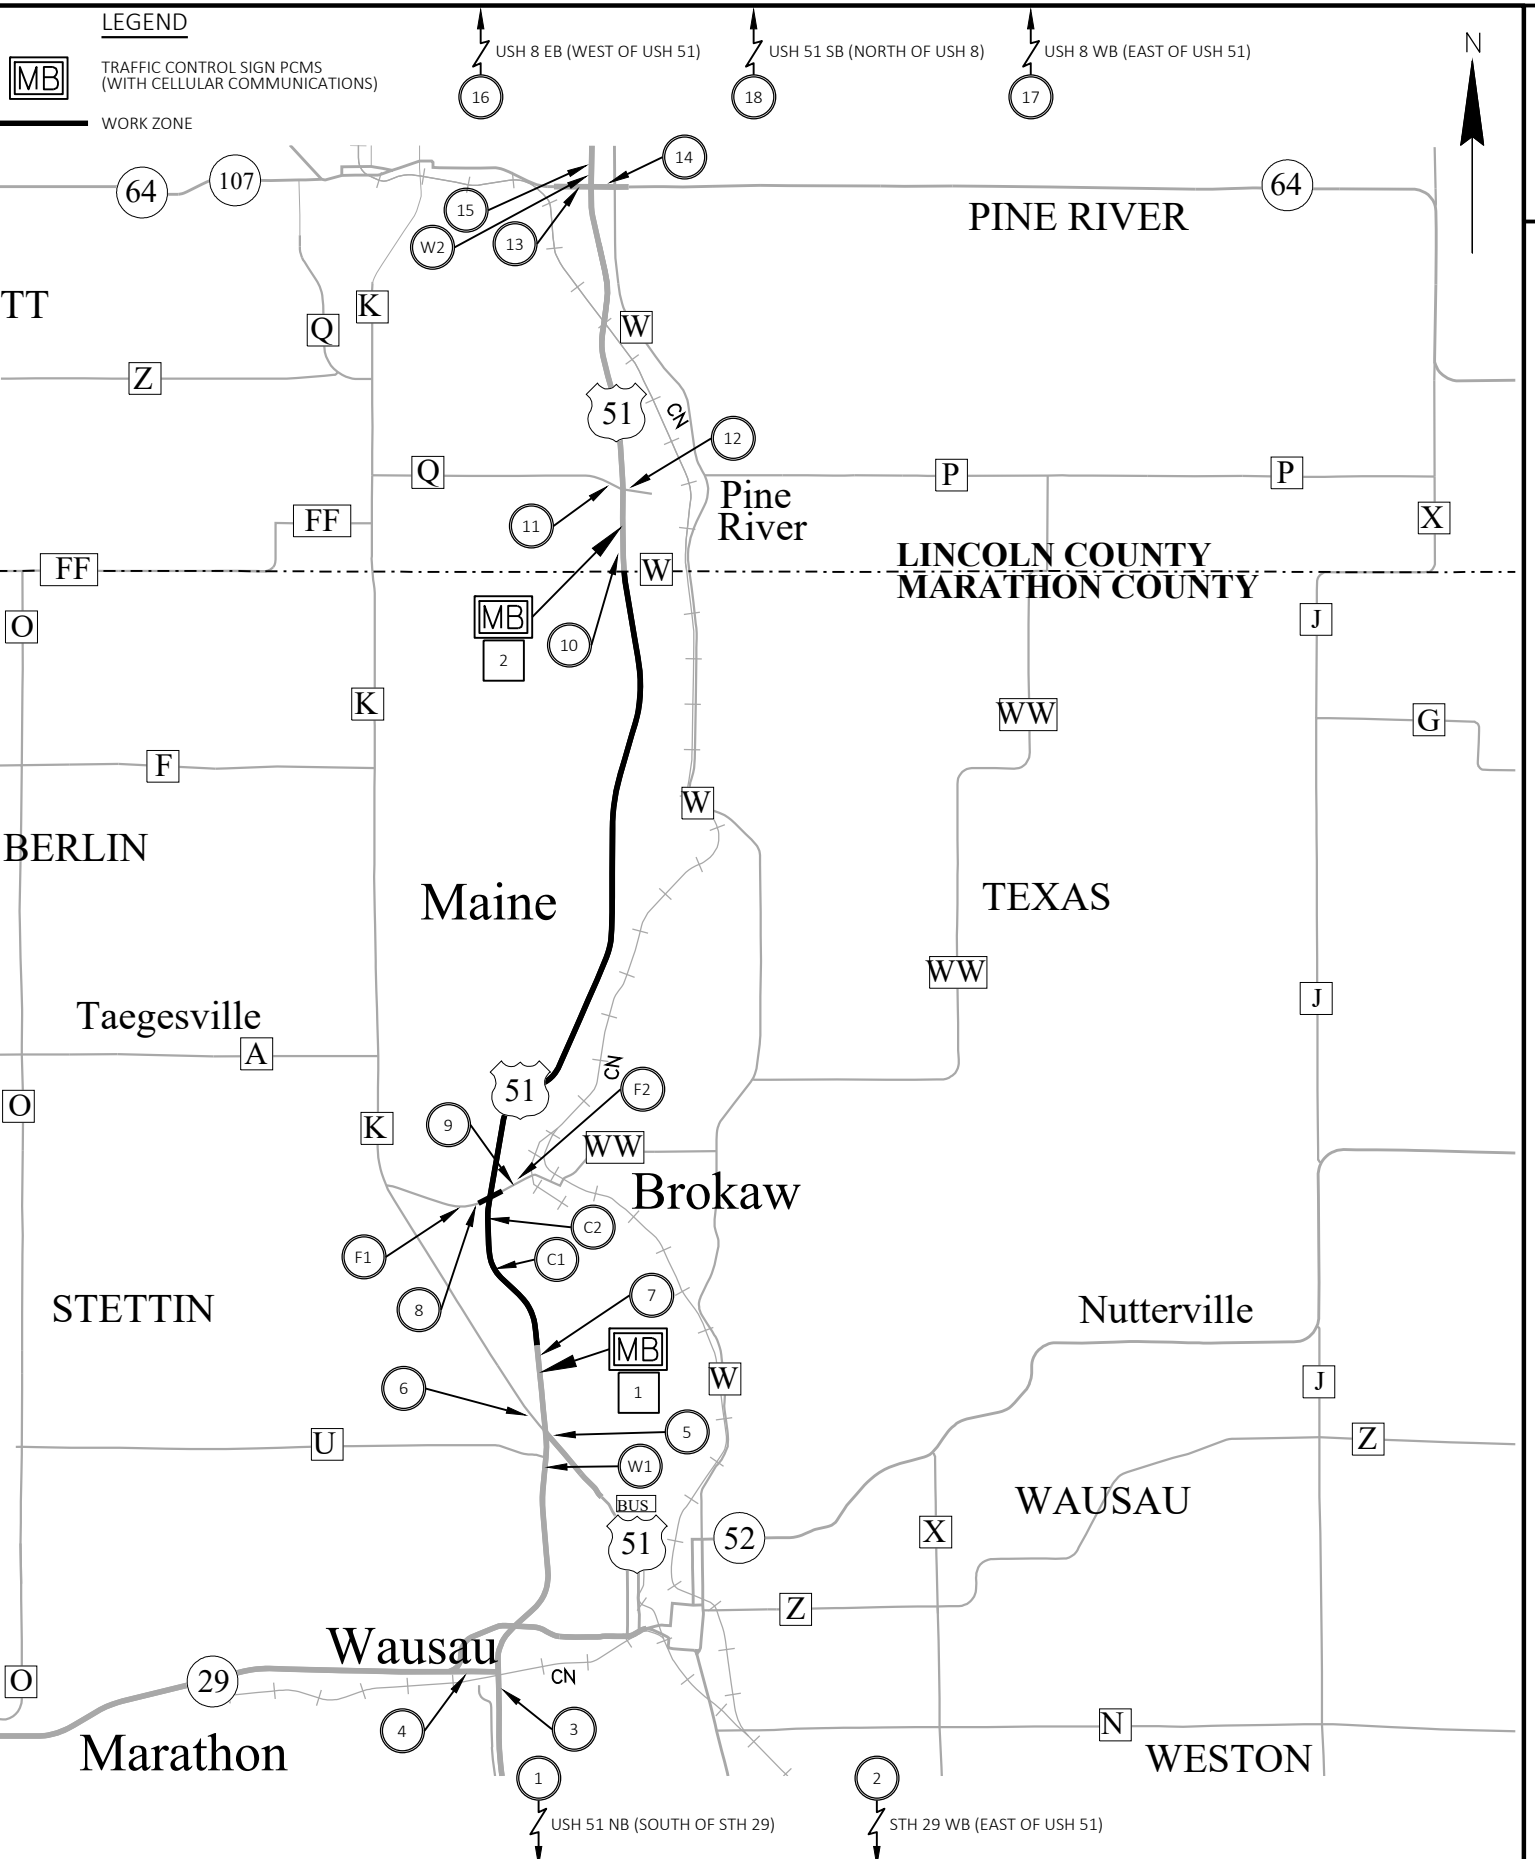 LEGEND
MB
TRAFFIC CONTROL SIGN PCMS
(WITH CELLULAR COMMUNICATIONS)
WORK ZONE
USH 8 EB (WEST OF USH 51)
16
USH 51 SB (NORTH OF USH 8)
18
USH 8 WB (EAST OF USH 51)
17
N
14
64
107
15
W2
13
64
PINE RIVER
TT
K
Q
W
Z
51
CN
12
Q
P
P
Pine
River
11
FF
X
FF
W
LINCOLN COUNTY
MARATHON COUNTY
O
MB
2
10
J
K
WW
G
F
W
BERLIN
Maine
TEXAS
WW
J
Taegesville
A
CN
51
F2
O
9
K
WW
Brokaw
C2
F1
C1
8
7
STETTIN
Nutterville
MB
1
W
6
J
5
U
Z
W1
BUS
51
WAUSAU
52
X
Z
Wausau
29
O
CN
4
3
N
Marathon
WESTON
1
USH 51 NB (SOUTH OF STH 29)
2
STH 29 WB (EAST OF USH 51)